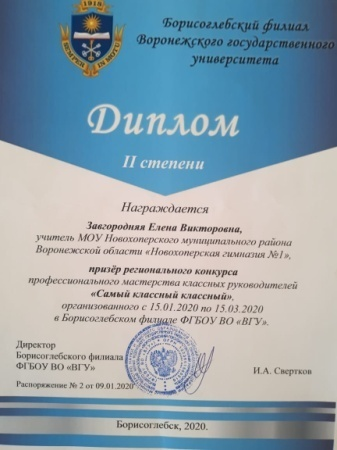 Борисоглебский филиал
Воронежского государственного
университета
1918
SEMPER IN MOTU
Диплом
II степени
Награждается
Завгородняя Елена Викторовна,
учитель МОУ Новохоперского муниципального района
Воронежской области «Новохоперская гимназия №1»,
призёр регионального конкурса
профессионального мастерства классных руководителей
«Самый классный классный»,
организованного с 15.01.2020 по 15.03.2020
в Борисоглебском филиале ФГБОУ ВО «ВГУ».
Директор
Борисоглебского филиала
ФГБОУ ВО «ВГУ»
И.А. Свертков
Распоряжение № 2 от 09.01.2020
Борисоглебск, 2020.